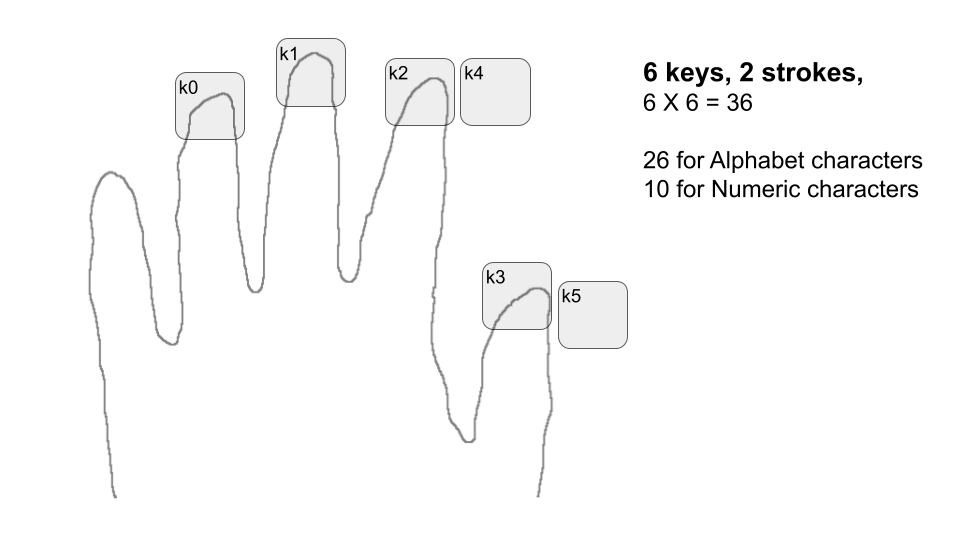 k0
k1
k2
k4
k3
k5
6 keys, 2 strokes,
6 X 6 = 36
26 for Alphabet characters
10 for Numeric characters